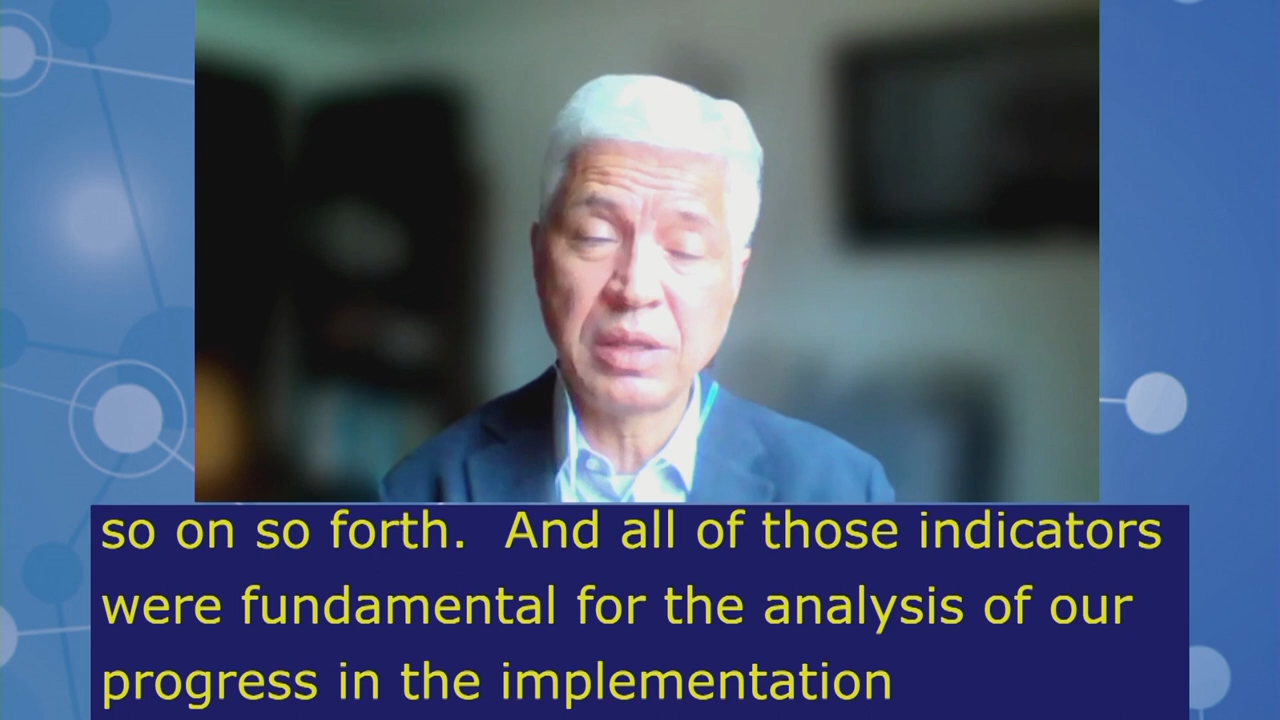 so on so forth.  And all of those indicators
were fundamental for the analysis of our
progress in the implementation